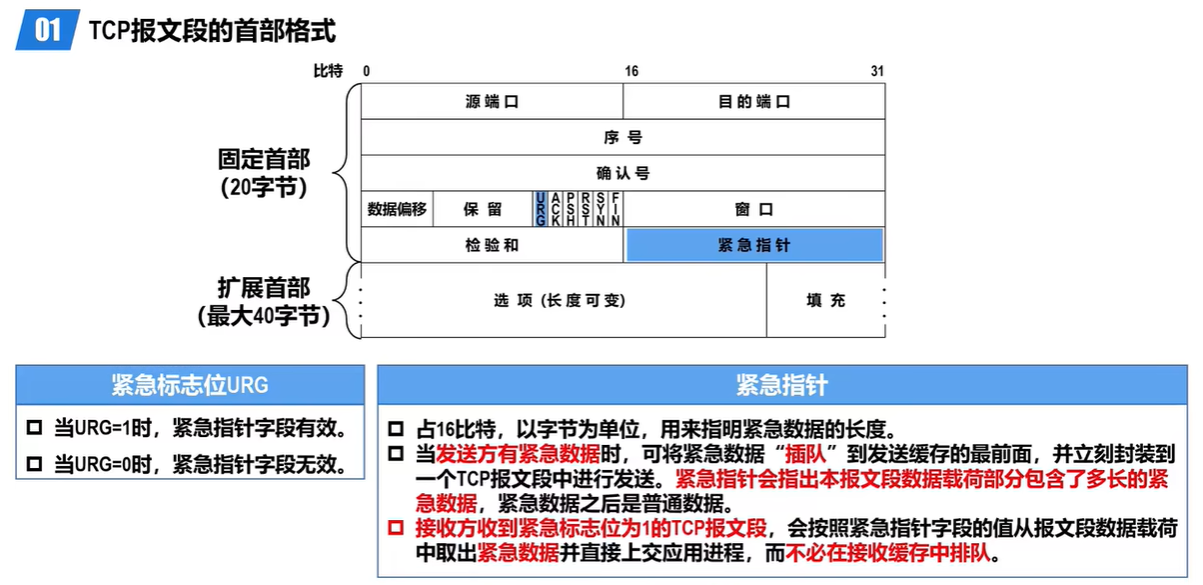 01 TCP报文段的首部格式
比特 0 16 31
源端口 目的端口
序号
确认号
固定首部
(20字节)
数据偏移 保留 URG ACK PSH RST SYN FIN 窗口
检验和 紧急指针
扩展首部
(最大40字节)
选项 (长度可变) 填充
紧急标志位URG
当URG=1时，紧急指针字段有效。
当URG=0时，紧急指针字段无效。
紧急指针
占16比特，以字节为单位，用来指明紧急数据的长度。
当发送方有紧急数据时，可将紧急数据“插队”到发送缓存的最前面，并立刻封装到
一个TCP报文段中进行发送。紧急指针会指出本报文段数据载荷部分包含了多长的紧
急数据，紧急数据之后是普通数据。
接收方收到紧急标志位为1的TCP报文段，会按照紧急指针字段的值从报文段数据载荷
中取出紧急数据并直接上交应用进程，而不必在接收缓存中排队。